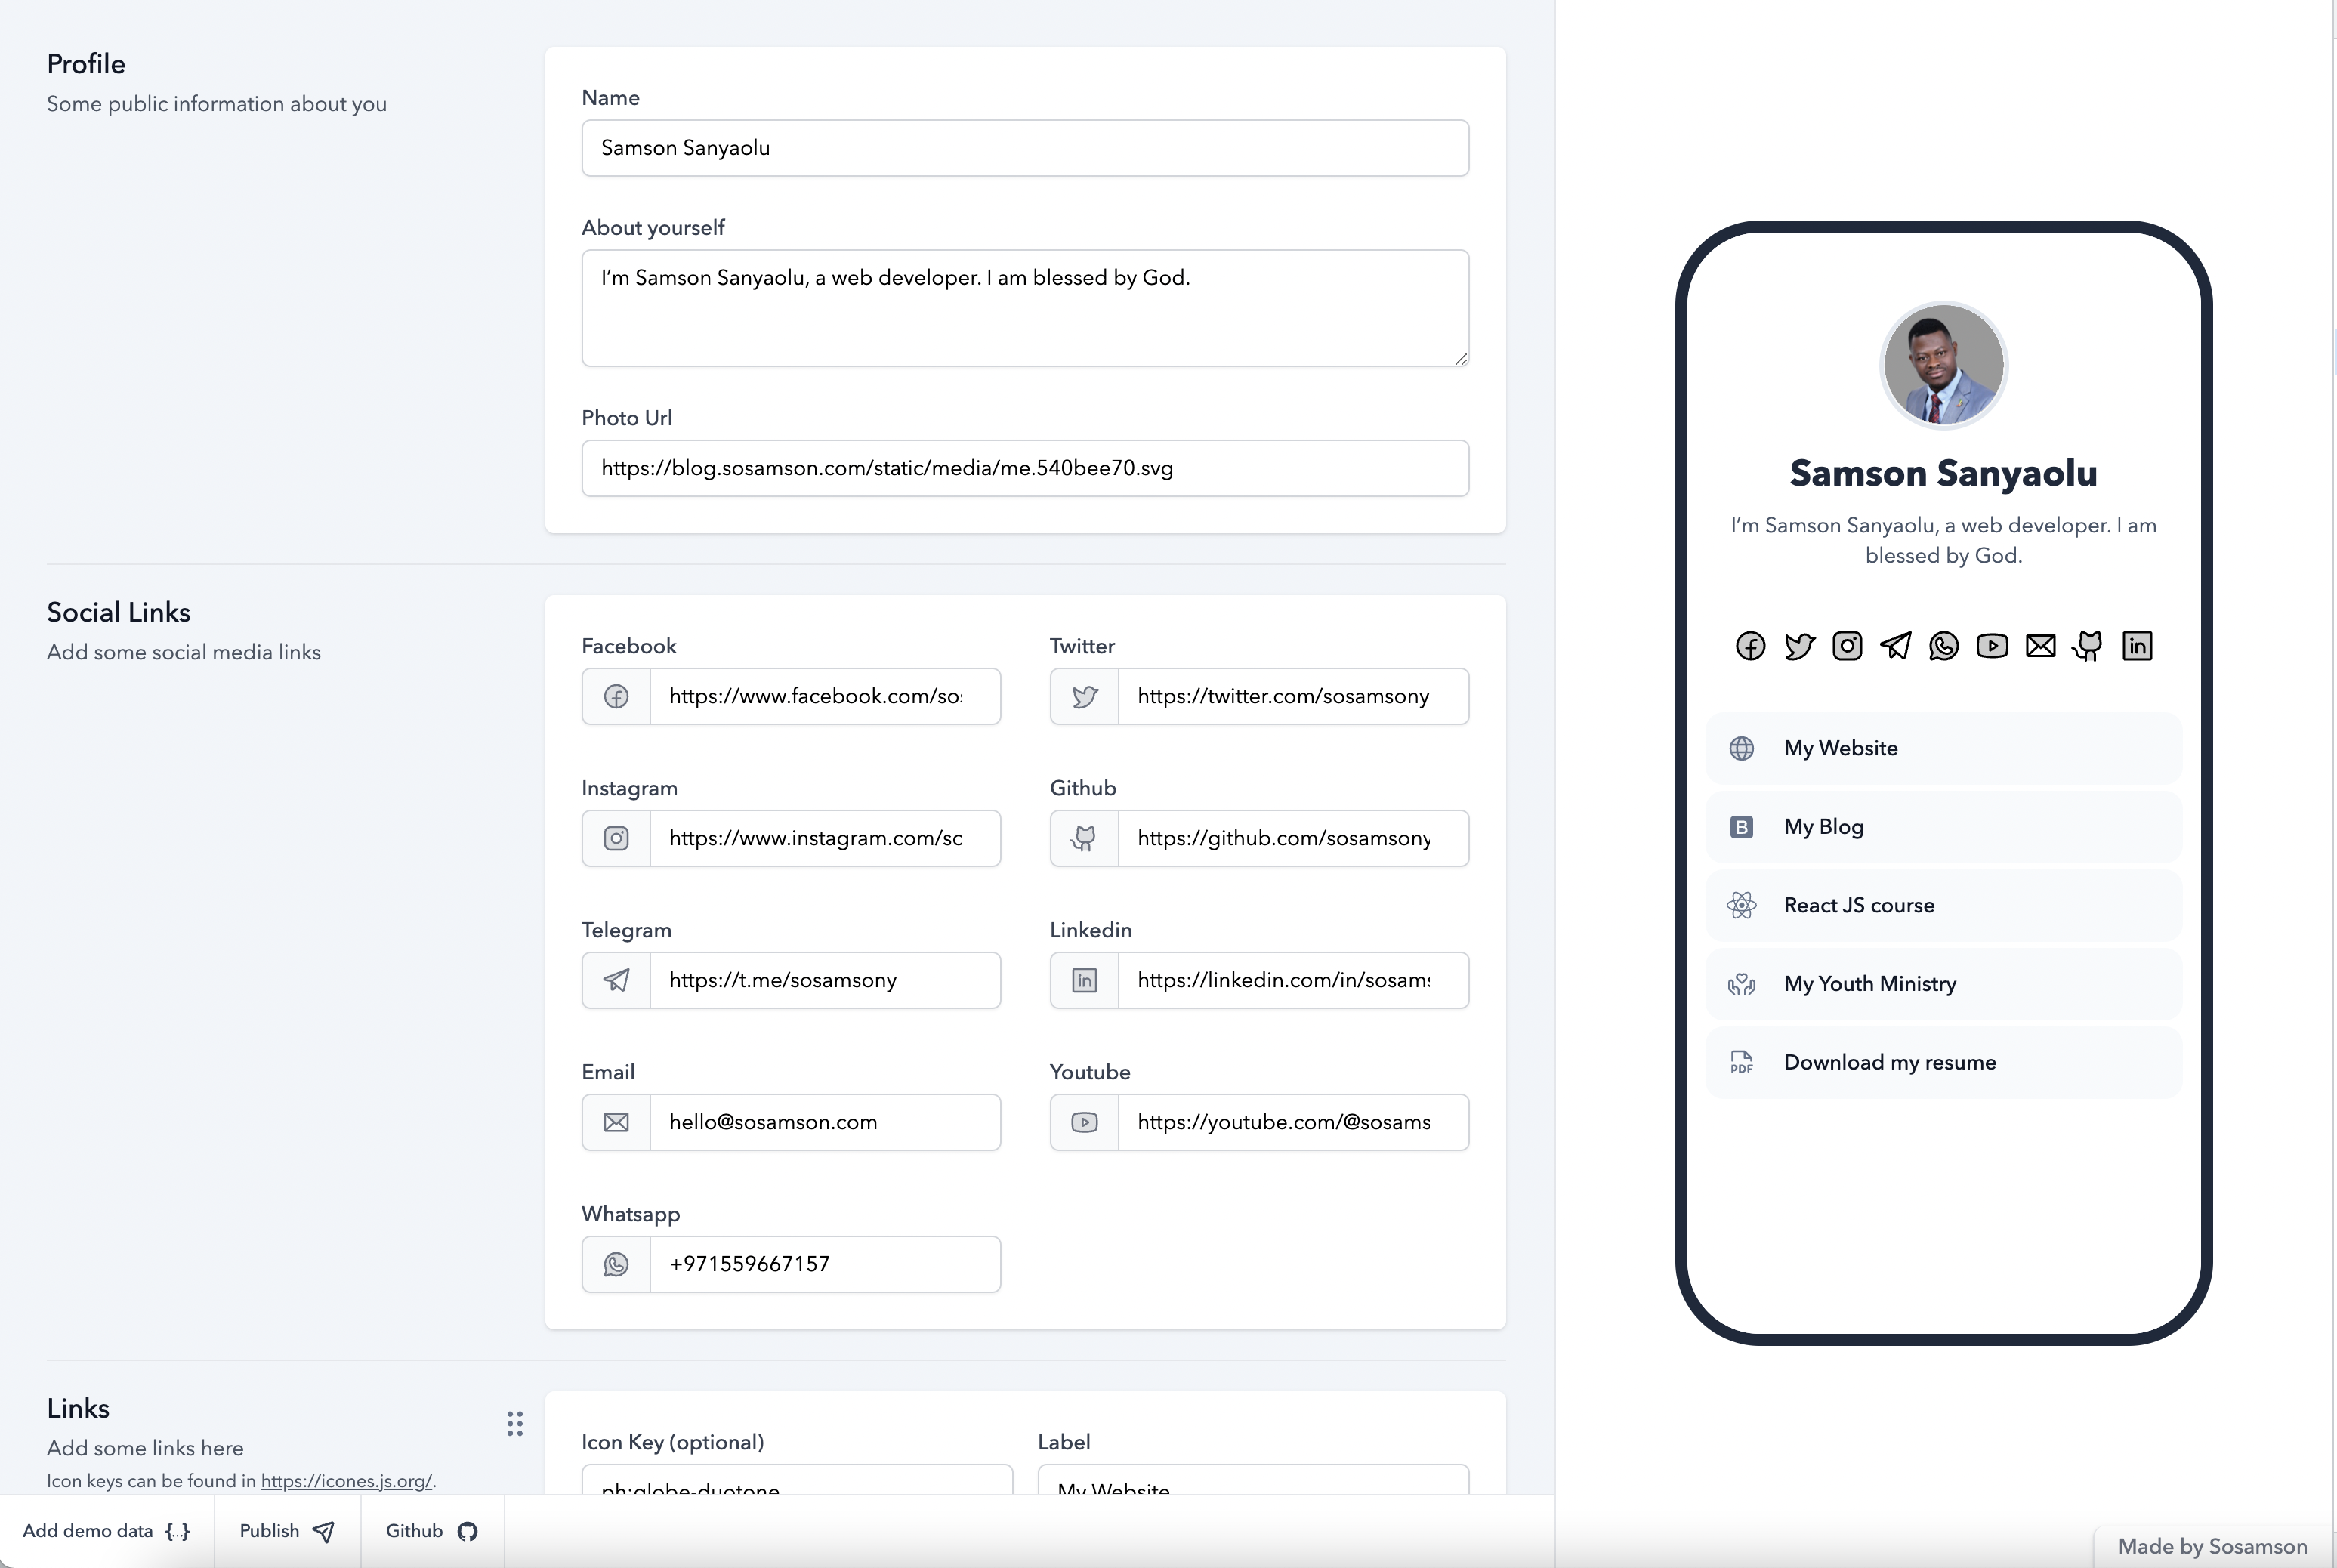 Profile
Some public information about you
Name
Samson Sanyaolu
About yourself
I'm Samson Sanyaolu, a web developer. I am blessed by God.
Photo Url
https://blog.sosamson.com/static/media/me.540bee70.svg
Social Links
Add some social media links
Facebook
https://www.facebook.com/so
Twitter
https://twitter.com/sosamsony
Instagram
https://www.instagram.com/so
Github
https://github.com/sosamsony
Telegram
https://t.me/sosamsony
Linkedin
https://linkedin.com/in/sosams
Email
hello@sosamson.com
Youtube
https://youtube.com/@sosams
Whatsapp
+971559667157
Links
Add some links here
Icon keys can be found in https://icones.js.org/.
Icon Key (optional)
ph:globe-duotone
Label
My Website
Add demo data {...}
Publish
Github
Samson Sanyaolu
I'm Samson Sanyaolu, a web developer. I am
blessed by God.
My Website
B My Blog
React JS course
My Youth Ministry
PDF Download my resume
Made by Sosamson